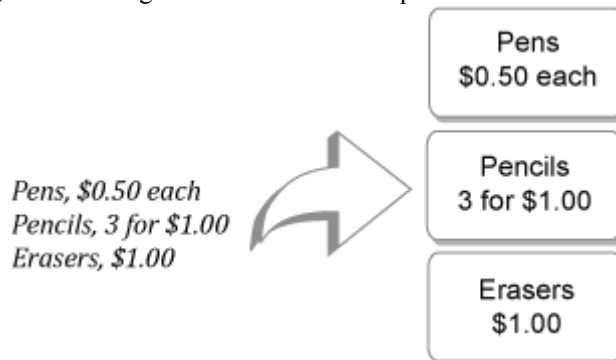 Pens, $0.50 each
Pencils, 3 for $1.00
Erasers, $1.00
Pens
$0.50 each
Pencils
3 for $1.00
Erasers
$1.00